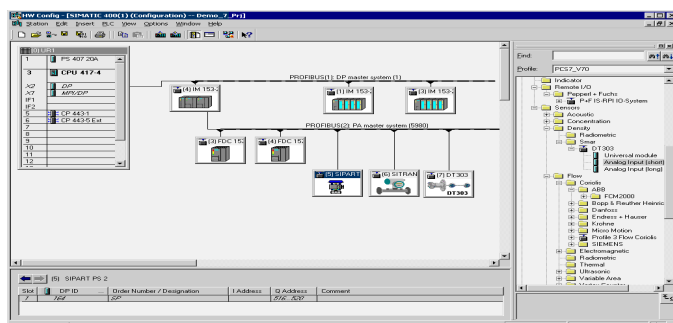 HW Config - [SIMATIC 400(1) (Configuration) -- Demo_7_Prj]
Station Edit Insert PLC View Options Window Help
(0) UR1
1 PS 407 20A
3 CPU 417-4
X2 DP
X1 MPI/DP
IF1
IF2
5 CP 443-1
6 CP 443-5 Ext
7
8
9
10
11
12
PROFIBUS(1): DP master system (1)
(4) IM 153-
(1) IM 153-
(3) IM 153-
PROFIBUS(2): PA master system (5980)
(3) FDC 15
(4) FDC 15
(5) SIPART
(6) SITRAN
(7) DT303
DT303
Find:
Profile: PCS7_V70
Indicator
Remote I/O
Pepperl + Fuchs
P+F IS-RPI IO-System
Sensors
Acoustic
Concentration
Density
Radiometric
Smar
DT303
Universal module
Analog Input (short)
Analog Input (long)
Flow
Coriolis
ABB
FCM2000
Bopp & Reuther Heinric
Danfoss
Endress + Hauser
Krohne
Micro Motion
Profile 3 Flow Coriolis
SIEMENS
Electromagnetic
Radiometric
Thermal
Ultrasonic
Variable Area
Vortex Counter
(5) SIPART PS 2
Slot DP ID ... Order Number / Designation I Address Q Address Comment
1 164 SP 516...520